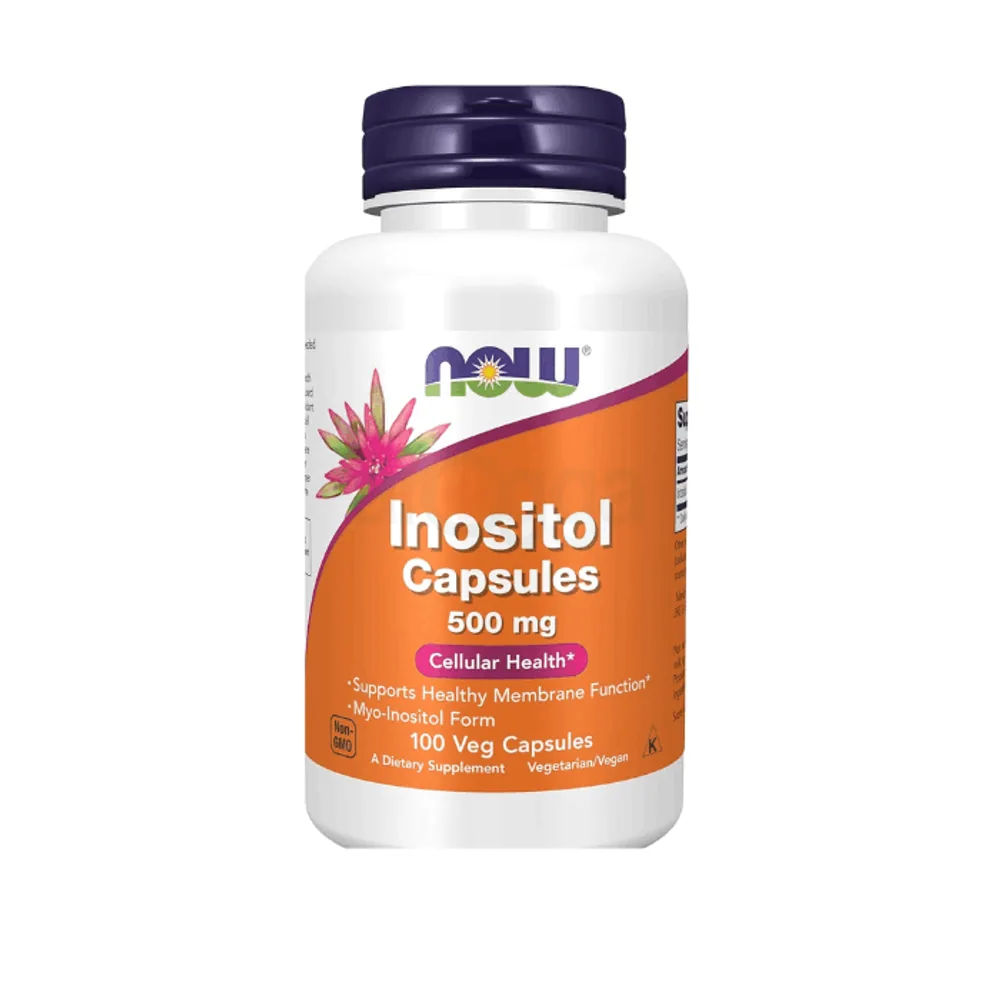 NOW®
Inositol
Capsules
500 mg
Cellular Health*
•Supports Healthy Membrane Function*
•Myo-Inositol Form
Non-
GMO
100 Veg Capsules
A Dietary Supplement Vegetarian/Vegan
K